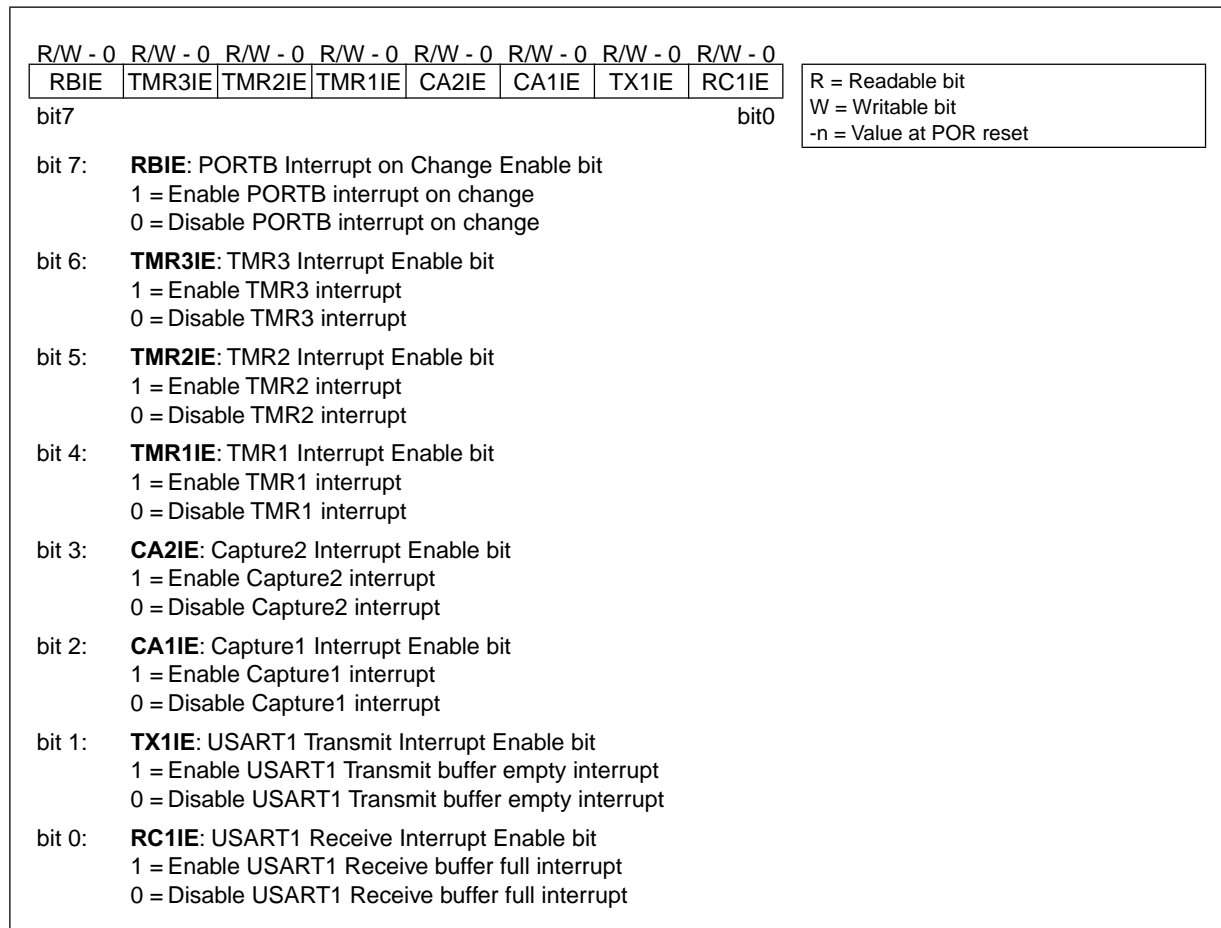 R/W - 0 R/W - 0 R/W - 0 R/W - 0 R/W - 0 R/W - 0 R/W - 0 R/W - 0
RBIE TMR3IE TMR2IE TMR1IE CA2IE CA1IE TX1IE RC1IE
bit7 bit0
R = Readable bit
W = Writable bit
-n = Value at POR reset
bit 7: RBIE: PORTB Interrupt on Change Enable bit
1 = Enable PORTB interrupt on change
0 = Disable PORTB interrupt on change
bit 6: TMR3IE: TMR3 Interrupt Enable bit
1 = Enable TMR3 interrupt
0 = Disable TMR3 interrupt
bit 5: TMR2IE: TMR2 Interrupt Enable bit
1 = Enable TMR2 interrupt
0 = Disable TMR2 interrupt
bit 4: TMR1IE: TMR1 Interrupt Enable bit
1 = Enable TMR1 interrupt
0 = Disable TMR1 interrupt
bit 3: CA2IE: Capture2 Interrupt Enable bit
1 = Enable Capture2 interrupt
0 = Disable Capture2 interrupt
bit 2: CA1IE: Capture1 Interrupt Enable bit
1 = Enable Capture1 interrupt
0 = Disable Capture1 interrupt
bit 1: TX1IE: USART1 Transmit Interrupt Enable bit
1 = Enable USART1 Transmit buffer empty interrupt
0 = Disable USART1 Transmit buffer empty interrupt
bit 0: RC1IE: USART1 Receive Interrupt Enable bit
1 = Enable USART1 Receive buffer full interrupt
0 = Disable USART1 Receive buffer full interrupt